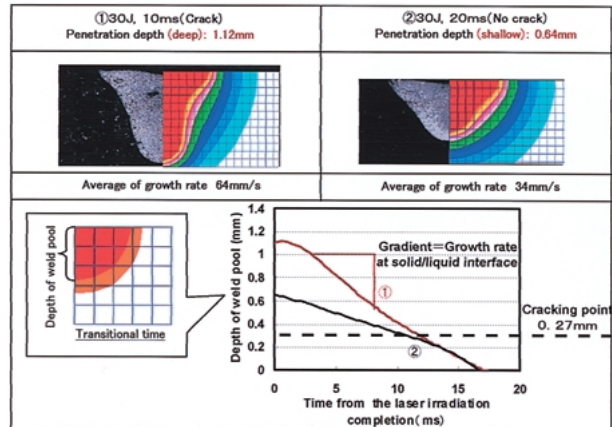 ①30J, 10ms(Crack)
Penetration depth (deep): 1.12mm
②30J, 20ms(No crack)
Penetration depth (shallow): 0.64mm
Average of growth rate 64mm/s
Average of growth rate 34mm/s
Depth of weld pool
Transitional time
Depth of weld pool (mm)
1.4
1.2
1
0.8
0.6
0.4
0.2
0
Gradient=Growth rate
at solid/liquid interface
①
②
Cracking point
0. 27mm
0
5
10
15
20
Time from the laser irradiation
completion( ms)